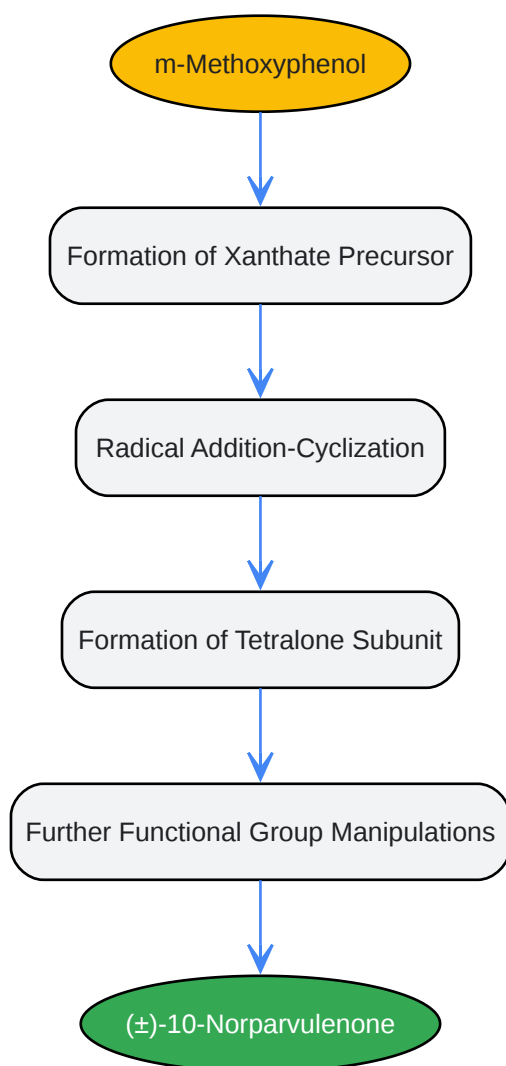 m-Methoxyphenol
Formation of Xanthate Precursor
Radical Addition-Cyclization
Formation of Tetralone Subunit
Further Functional Group Manipulations
(±)-10-Norparvulenone